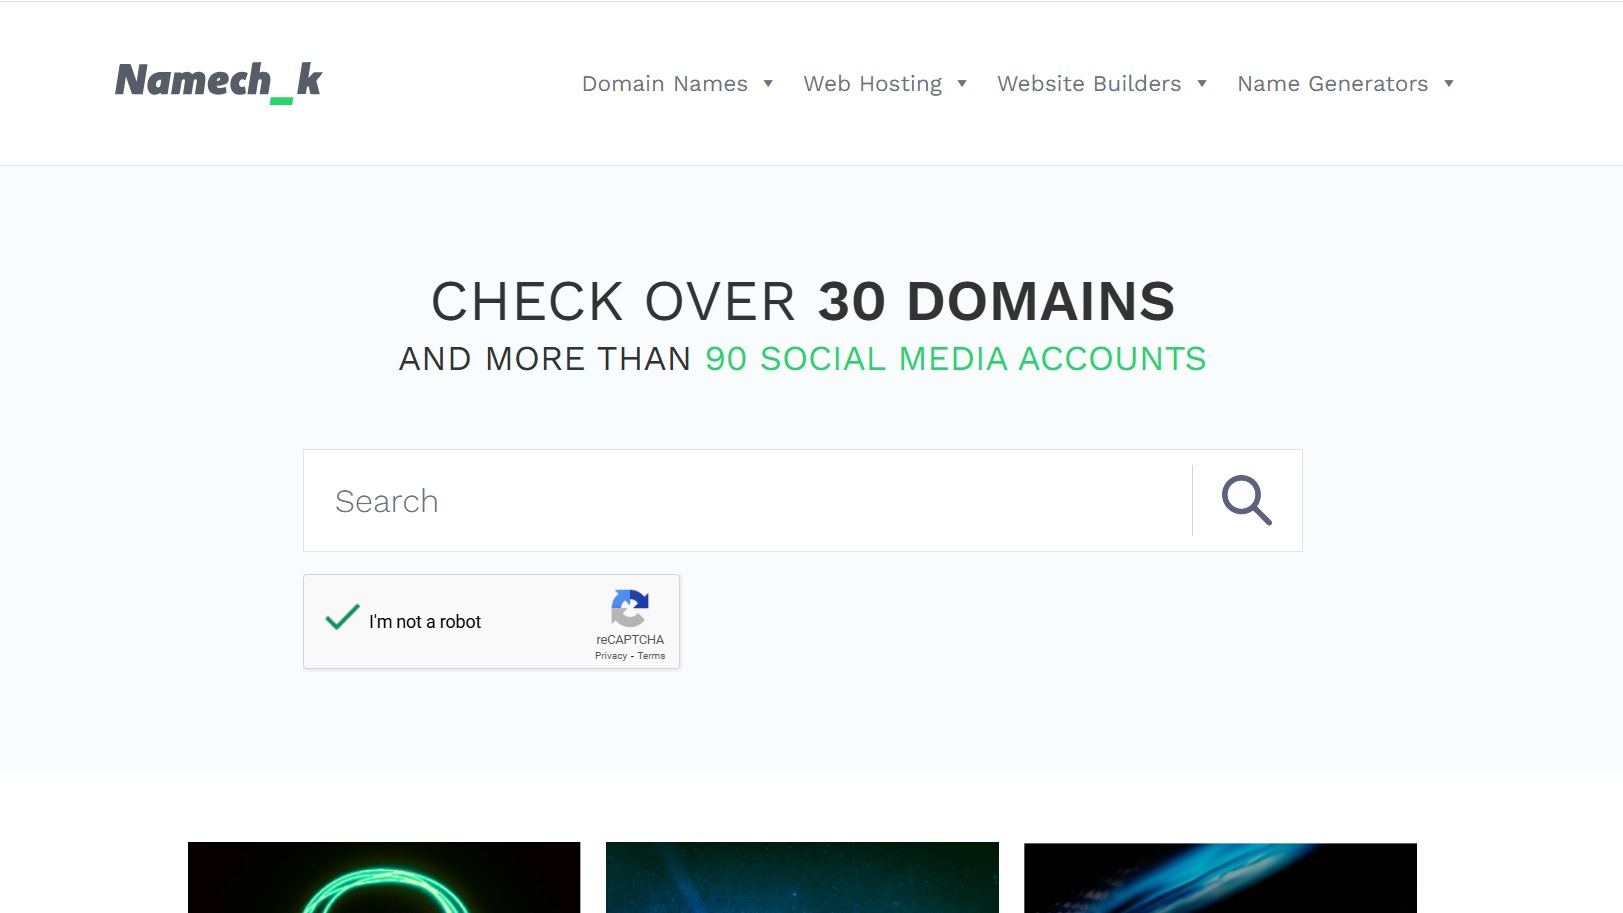 Namech_k
Domain Names ▼ Web Hosting ▼ Website Builders ▼ Name Generators ▼
CHECK OVER 30 DOMAINS
AND MORE THAN 90 SOCIAL MEDIA ACCOUNTS
Search
I'm not a robot
reCAPTCHA
Privacy - Terms